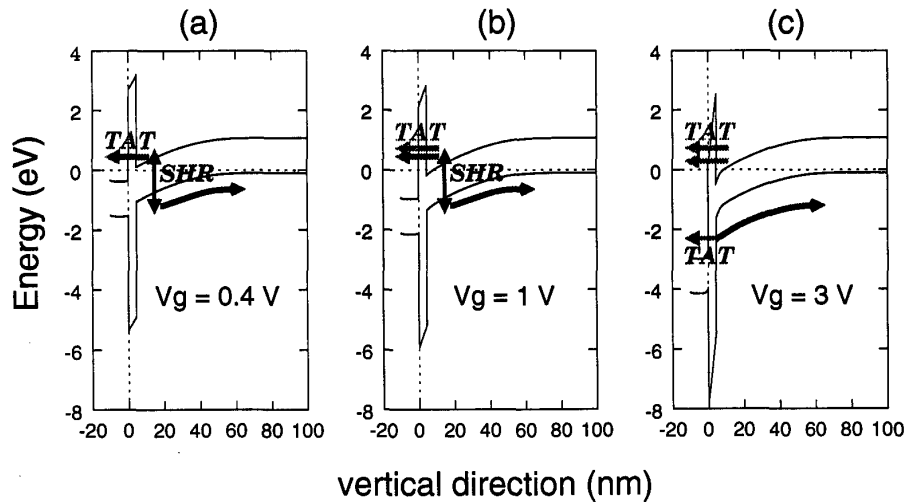 (a) (b) (c)
Energy (eV)
4
2
0
-2
-4
-6
-8
TAT
SHR
Vg = 0.4 V
-20 0 20 40 60 80 100
4
2
0
-2
-4
-6
-8
TAT
SHR
Vg = 1 V
-20 0 20 40 60 80 100
4
2
0
-2
-4
-6
-8
TAT
TAT
Vg = 3 V
-20 0 20 40 60 80 100
vertical direction (nm)